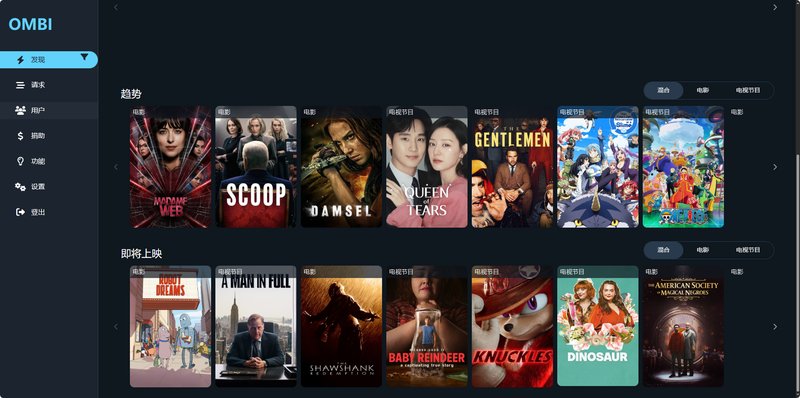 OMBI
发现
请求
用户
捐助
功能
设置
登出
趋势
混合
电影
电视节目
电影
MADAME WEB
电影
SCOOP
电影
DAMSEL
电视节目
QUEEN of TEARS
电视节目
THE GENTLEMEN
电视节目
电视节目
ONE PIECE
电影
即将上映
混合
电影
电视节目
电影
ROBOT DREAMS
电视节目
A MAN IN FULL
电影
THE SHAWSHANK REDEMPTION
电视节目
BABY REINDEER
a captivating true story
电视节目
KNUCKLES
电视节目
DINOSAUR
电影
THE AMERICAN SOCIETY of MAGICAL NEGROES
电影